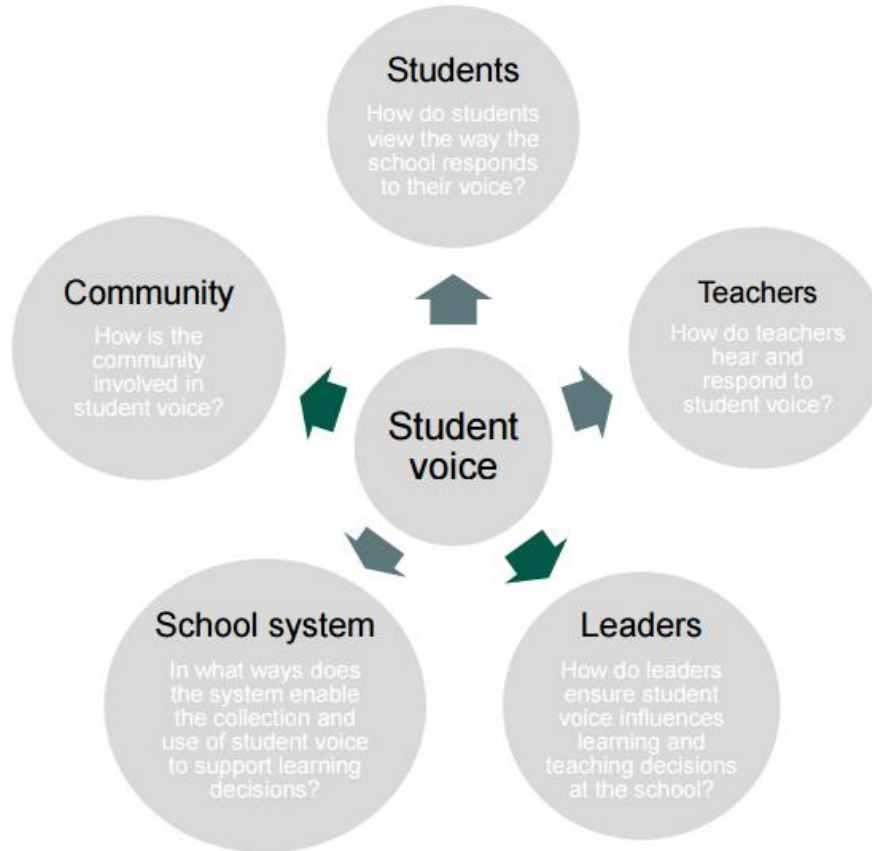 Students
How do students
view the way the
school responds
to their voice?
Community
How is the
community
involved in
student voice?
Teachers
How do teachers
hear and
respond to
student voice?
Student
voice
School system
In what ways does
the system enable
the collection and
use of student voice
to support learning
decisions?
Leaders
How do leaders
ensure student
voice influences
learning and
teaching decisions
at the school?